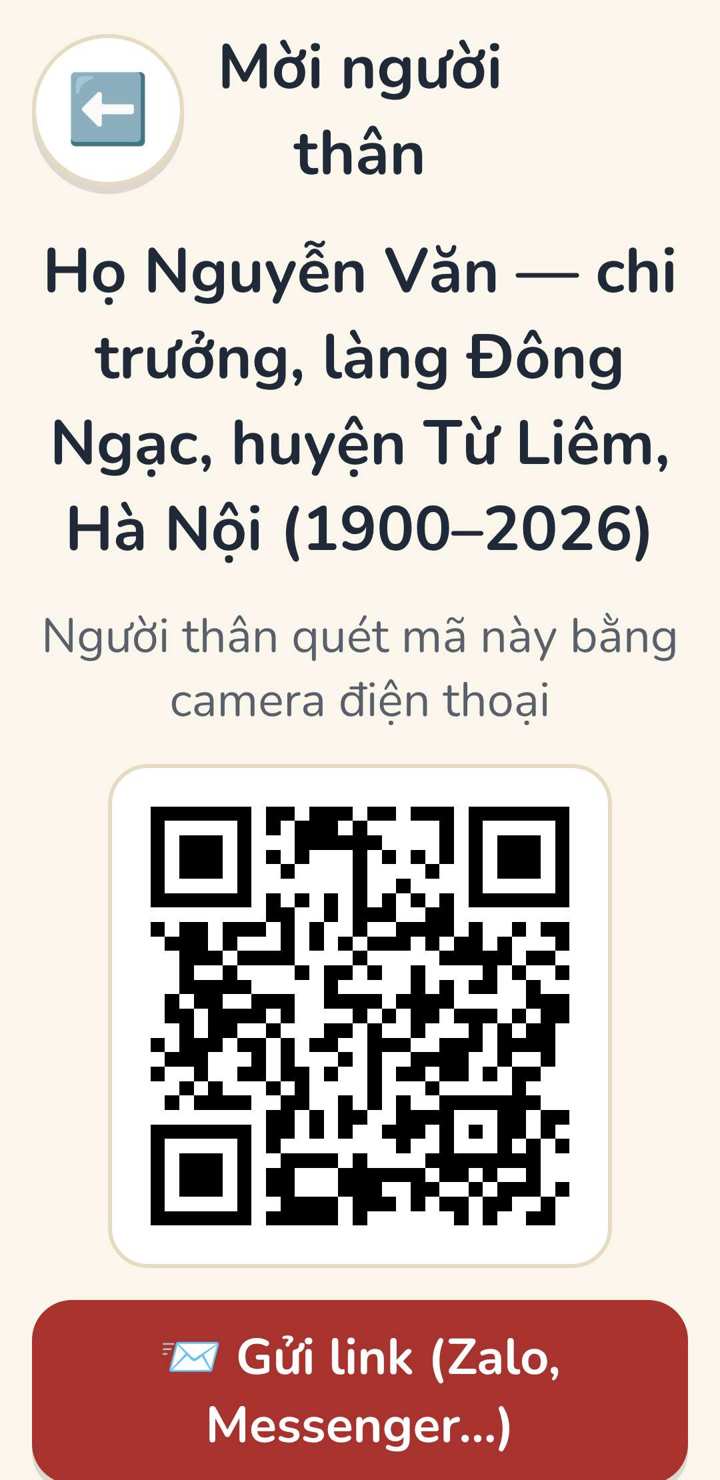 Mời người
thân
Họ Nguyễn Văn — chi
trưởng, làng Đông
Ngạc, huyện Từ Liêm,
Hà Nội (1900–2026)
Người thân quét mã này bằng
camera điện thoại
Gửi link (Zalo,
Messenger...)